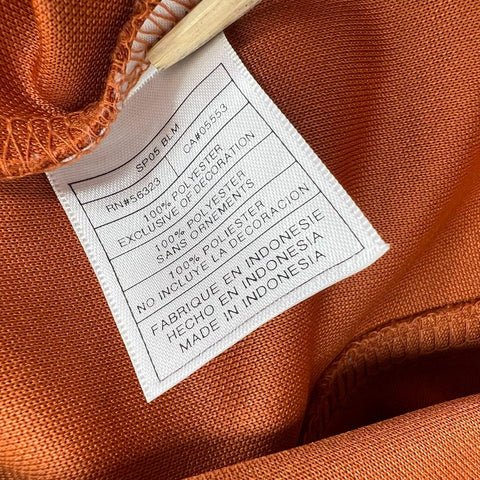 SP05 BLM
RN#56323 CA#05553
100% POLYESTER
EXCLUSIVE OF DECORATION
100% POLYESTER
SANS ORNEMENTS
100% POLIESTER
NO INCLUYE LA DECORACION
FABRIQUE EN INDONESIE
HECHO EN INDONESIA
MADE IN INDONESIA